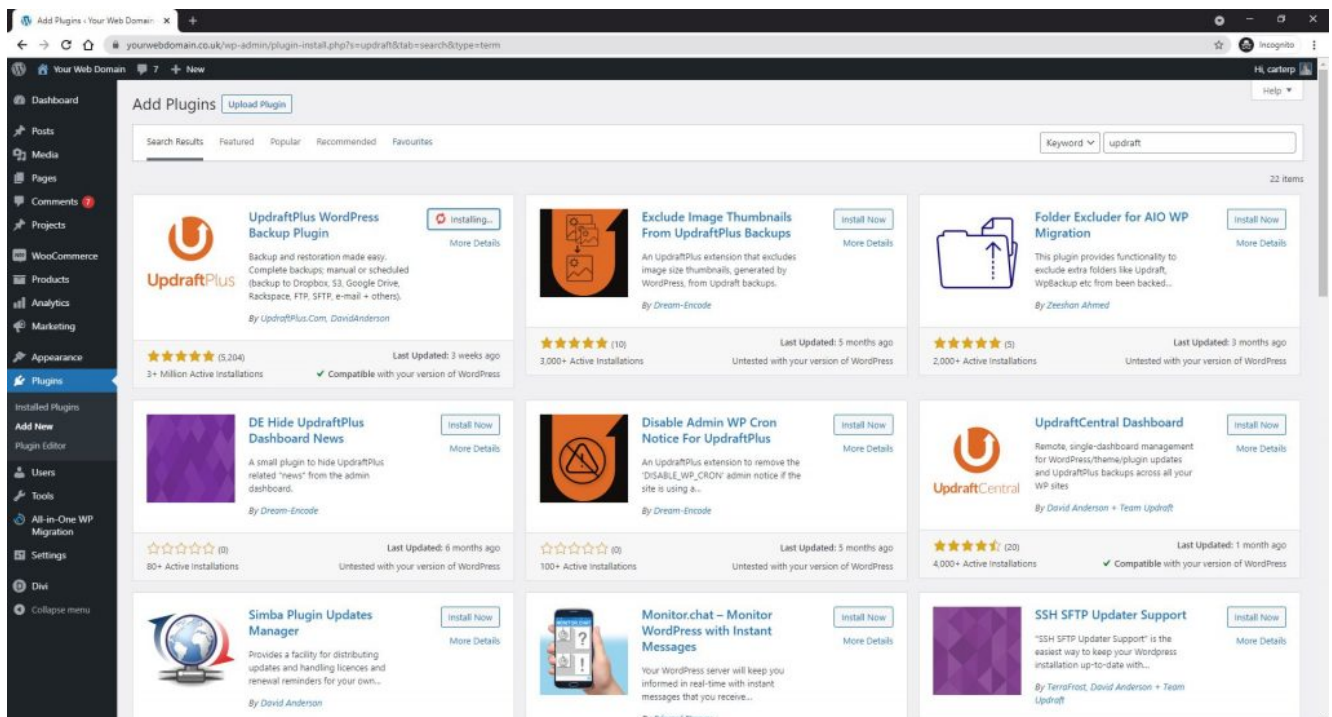 Add Plugins ‹ Your Web Domain
yourwebdomain.co.uk/wp-admin/plugin-install.php?s=updraft&tab=search&type=term
Incognito
Your Web Domain 7 New
Hi, carterp
Dashboard
Posts
Media
Pages
Comments 7
Projects
WooCommerce
Products
Analytics
Marketing
Appearance
Plugins
Installed Plugins
Add New
Plugin Editor
Users
Tools
All-in-One WP
Migration
Settings
Divi
Collapse menu
Add Plugins Upload Plugin
Help
Search Results Featured Popular Recommended Favourites
Keyword updraft
22 items
UpdraftPlus
UpdraftPlus WordPress
Backup Plugin
Installing...
More Details
Backup and restoration made easy.
Complete backups; manual or scheduled
(backup to Dropbox, S3, Google Drive,
Rackspace, FTP, SFTP, e-mail + others).
By UpdraftPlus.Com, DavidAnderson
(5,204)
3+ Million Active Installations
Last Updated: 3 weeks ago
Compatible with your version of WordPress
Exclude Image Thumbnails
From UpdraftPlus Backups
Install Now
More Details
An UpdraftPlus extension that excludes
image size thumbnails, generated by
WordPress, from Updraft backups.
By Dream-Encode
(10)
3,000+ Active Installations
Last Updated: 5 months ago
Untested with your version of WordPress
Folder Excluder for AIO WP
Migration
Install Now
More Details
This plugin provides functionality to
exclude extra folders like Updraft,
WpBackup etc from been backed...
By Zeeshan Ahmed
(5)
2,000+ Active Installations
Last Updated: 3 months ago
Untested with your version of WordPress
DE Hide UpdraftPlus
Dashboard News
Install Now
More Details
A small plugin to hide UpdraftPlus
related "news" from the admin
dashboard.
By Dream-Encode
(0)
80+ Active Installations
Last Updated: 6 months ago
Untested with your version of WordPress
Disable Admin WP Cron
Notice For UpdraftPlus
Install Now
More Details
An UpdraftPlus extension to remove the
'DISABLE_WP_CRON' admin notice if the
site is using a...
By Dream-Encode
(0)
100+ Active Installations
Last Updated: 5 months ago
Untested with your version of WordPress
UpdraftCentral
UpdraftCentral Dashboard
Install Now
More Details
Remote, single-dashboard management
for WordPress/theme/plugin updates
and UpdraftPlus backups across all your
WP sites
By David Anderson + Team Updraft
(20)
4,000+ Active Installations
Last Updated: 1 month ago
Compatible with your version of WordPress
Simba Plugin Updates
Manager
Install Now
More Details
Provides a facility for distributing
updates and handling licences and
renewal reminders for your own...
By David Anderson
Monitor.chat – Monitor
WordPress with Instant
Messages
Install Now
More Details
Your WordPress server will keep you
informed in real-time with instant
messages that you receive...
SSH SFTP Updater Support
Install Now
More Details
"SSH SFTP Updater Support" is the
easiest way to keep your Wordpress
installation up-to-date with...
By TerraFrost, David Anderson + Team
Updraft